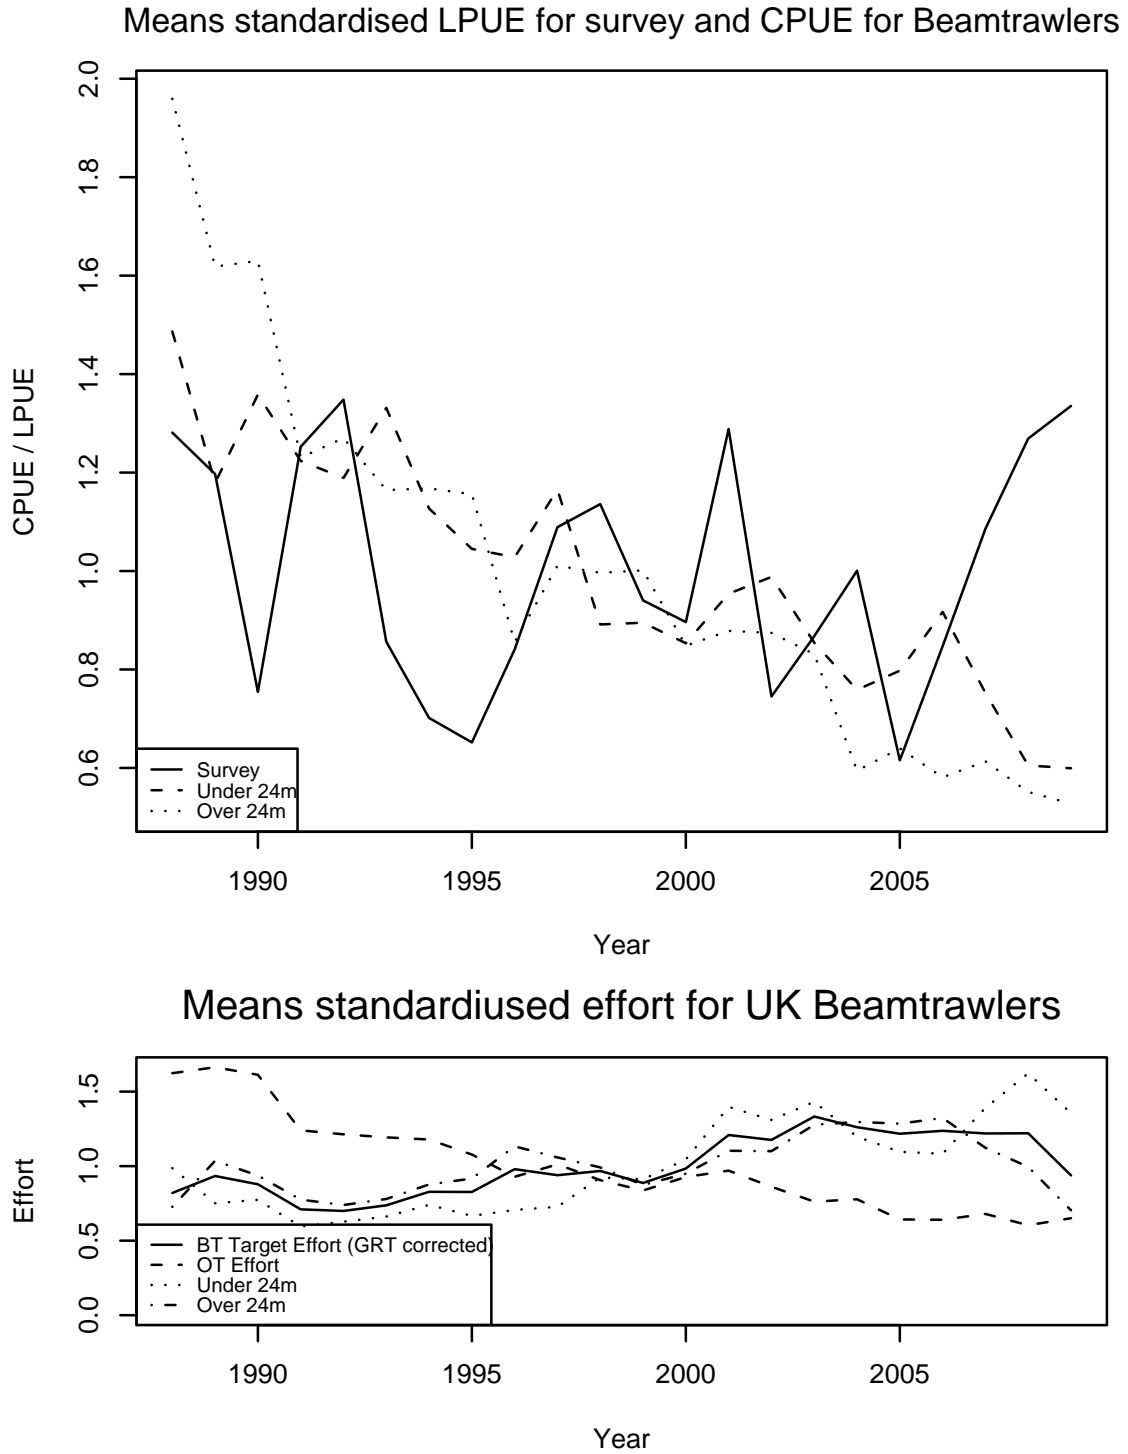 Means standardised LPUE for survey and CPUE for Beamtrawlers
CPUE / LPUE
2.0
1.8
1.6
1.4
1.2
1.0
0.8
0.6
Survey
Under 24m
Over 24m
1990 1995 2000 2005
Year
Means standardiused effort for UK Beamtrawlers
Effort
1.5
1.0
0.5
0.0
BT Target Effort (GRT corrected)
OT Effort
Under 24m
Over 24m
1990 1995 2000 2005
Year